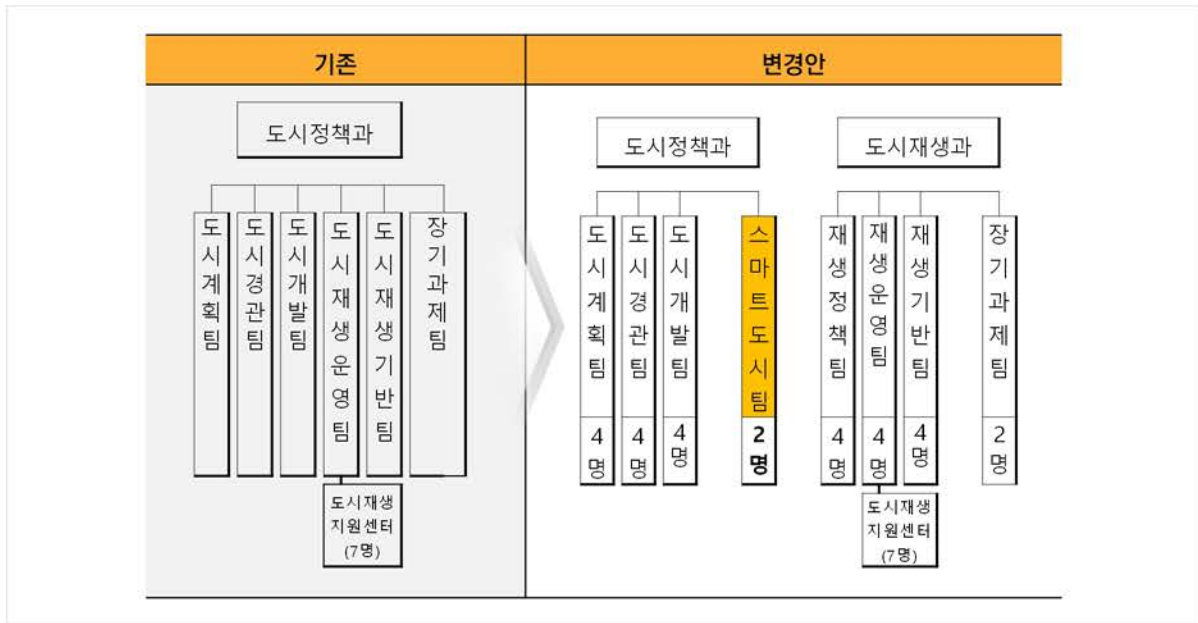 기존
변경안
도시정책과
도시계획팀
도시경관팀
도시개발팀
도시재생운영팀
도시재생기반팀
장기과제팀
도시재생
지원센터
(7명)
도시정책과
도시재생과
도시계획팀
4명
도시경관팀
4명
도시개발팀
4명
스마트도시팀
2명
재생정책팀
4명
재생운영팀
4명
재생기반팀
4명
장기과제팀
2명
도시재생
지원센터
(7명)